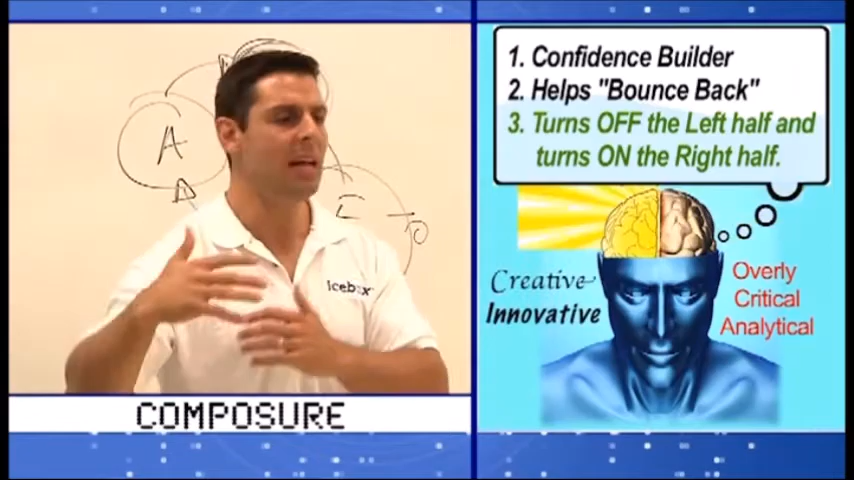 1. Confidence Builder
2. Helps "Bounce Back"
3. Turns OFF the Left half and
turns ON the Right half.
A
A
E
Icebox
Creative
Innovative
Overly
Critical
Analytical
COMPOSURE